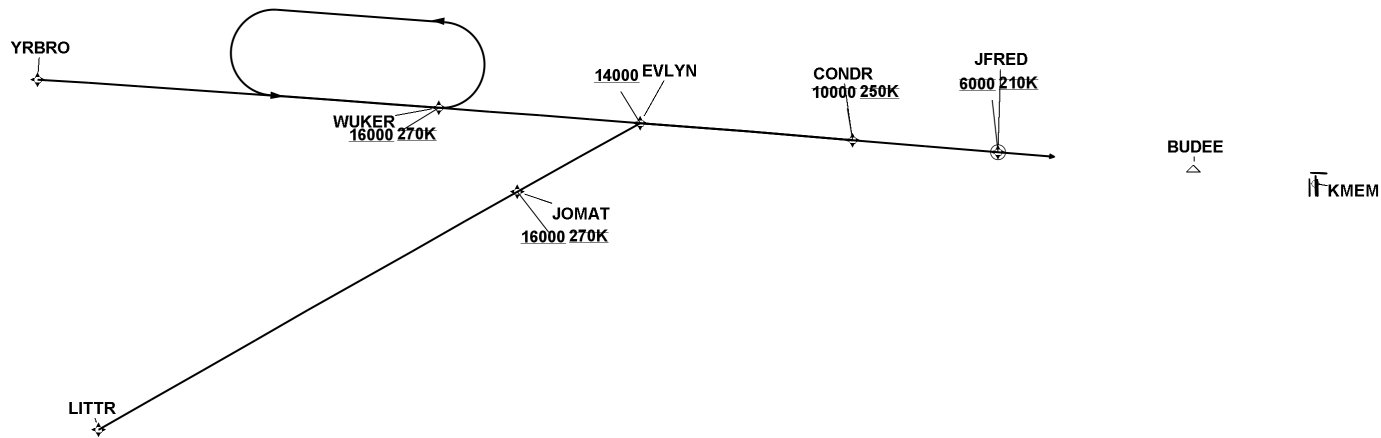 YRBRO
WUKER
16000 270K
14000 EVLYN
CONDR
10000 250K
JFRED
6000 210K
BUDEE
KMEM
JOMAT
16000 270K
LITTR